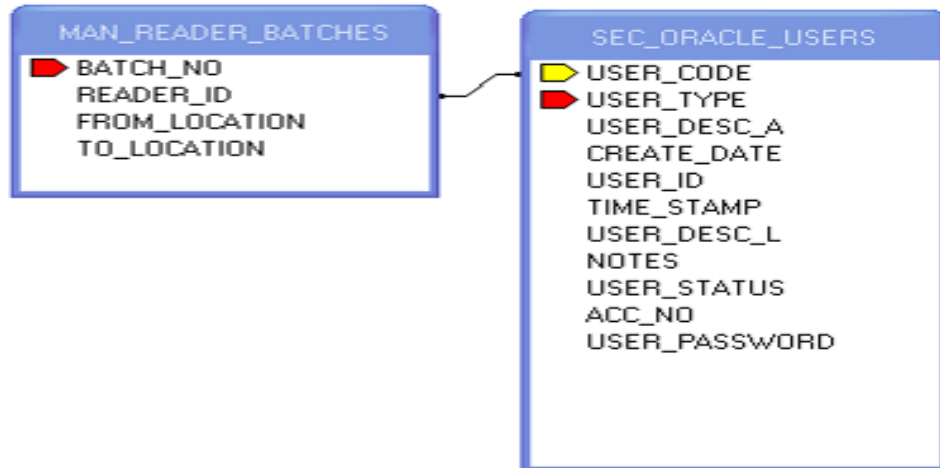 MAN_READER_BATCHES
BATCH_NO
READER_ID
FROM_LOCATION
TO_LOCATION
SEC_ORACLE_USERS
USER_CODE
USER_TYPE
USER_DESC_A
CREATE_DATE
USER_ID
TIME_STAMP
USER_DESC_L
NOTES
USER_STATUS
ACC_NO
USER_PASSWORD